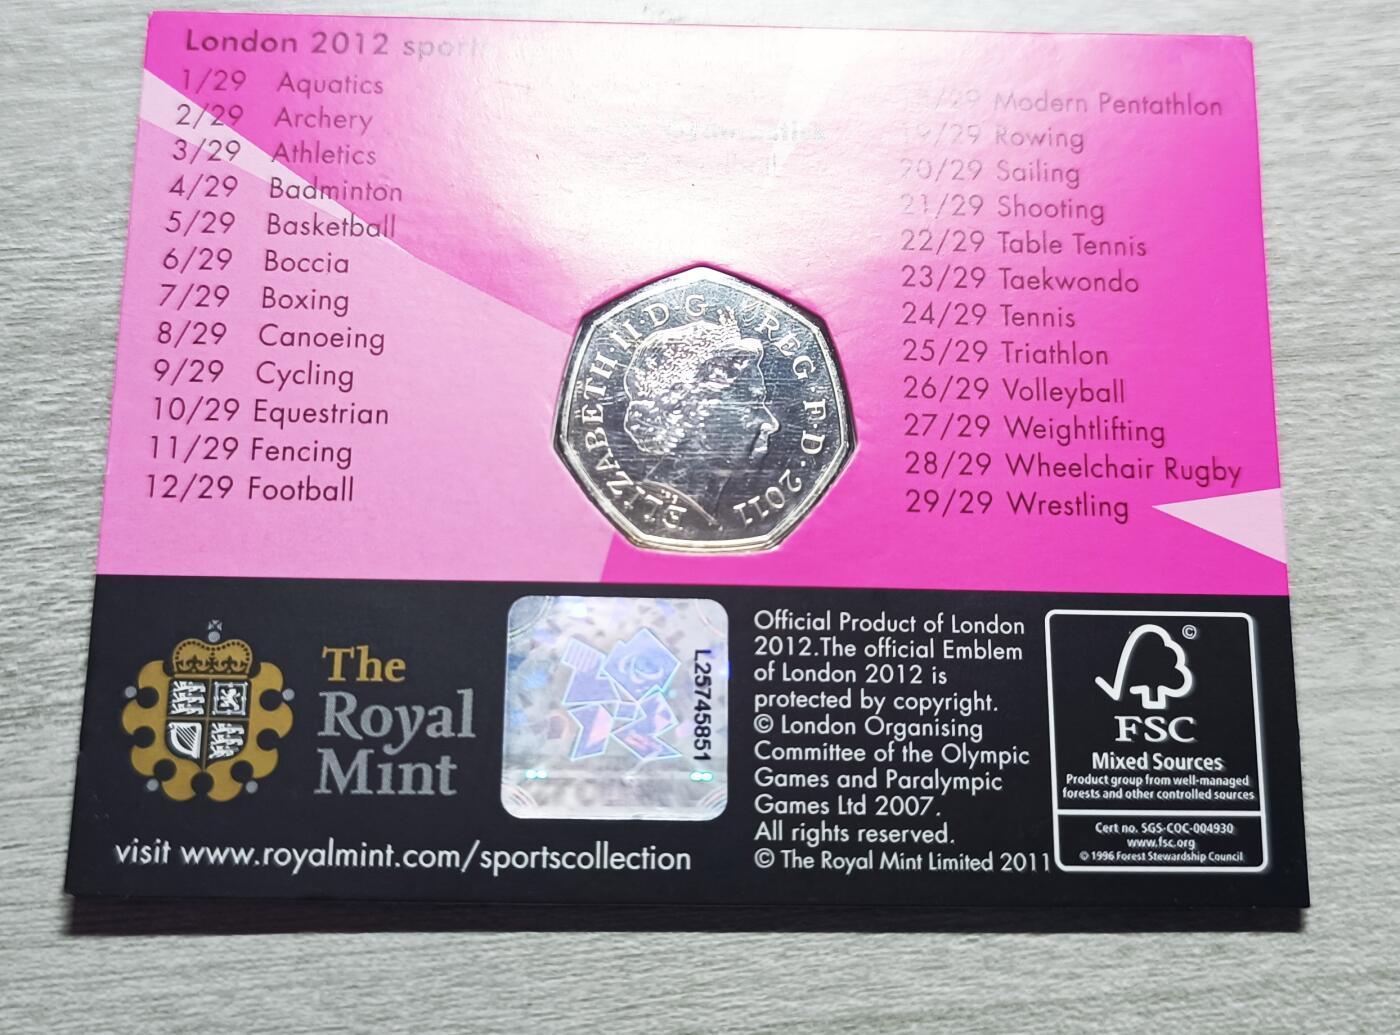 London 2012 sports
1/29 Aquatics
2/29 Archery
3/29 Athletics
4/29 Badminton
5/29 Basketball
6/29 Boccia
7/29 Boxing
8/29 Canoeing
9/29 Cycling
10/29 Equestrian
11/29 Fencing
12/29 Football
Modern Pentathlon
19/29 Rowing
20/29 Sailing
21/29 Shooting
22/29 Table Tennis
23/29 Taekwondo
24/29 Tennis
25/29 Triathlon
26/29 Volleyball
27/29 Weightlifting
28/29 Wheelchair Rugby
29/29 Wrestling
ELIZABETH II·D·G REG·F·D·2011
The
Royal
Mint
visit www.royalmint.com/sportscollection
L25745851
Official Product of London
2012.The official Emblem
of London 2012 is
protected by copyright.
© London Organising
Committee of the Olympic
Games and Paralympic
Games Ltd 2007.
All rights reserved.
© The Royal Mint Limited 2011
©
FSC
Mixed Sources
Product group from well-managed
forests and other controlled sources
Cert no. SGS-COC-004930
www.fsc.org
© 1996 Forest Stewardship Council